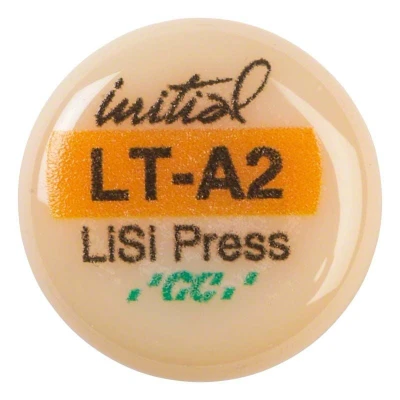 initial
LT-A2
LiSi Press
GC